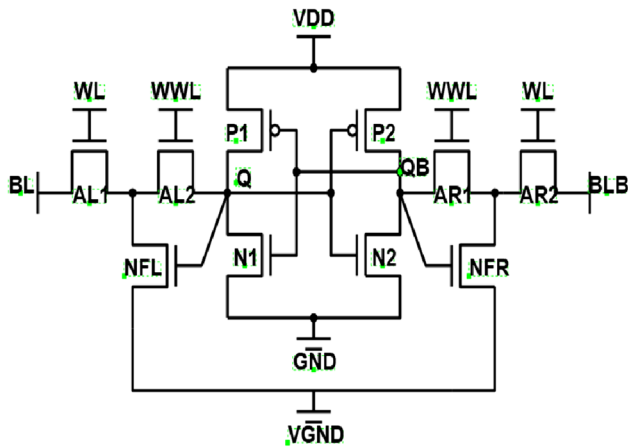 VDD
WL WWL WWL WL
P1 P2
Q QB
BL AL1 AL2 AR1 AR2 BLB
NFL N1 N2 NFR
GND
VGND